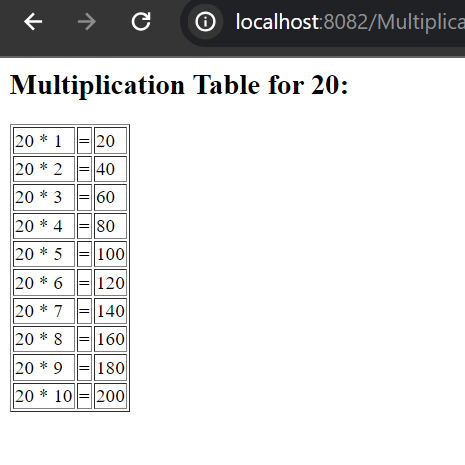 localhost:8082/Multiplica
Multiplication Table for 20:
20 * 1 = 20
20 * 2 = 40
20 * 3 = 60
20 * 4 = 80
20 * 5 = 100
20 * 6 = 120
20 * 7 = 140
20 * 8 = 160
20 * 9 = 180
20 * 10 = 200